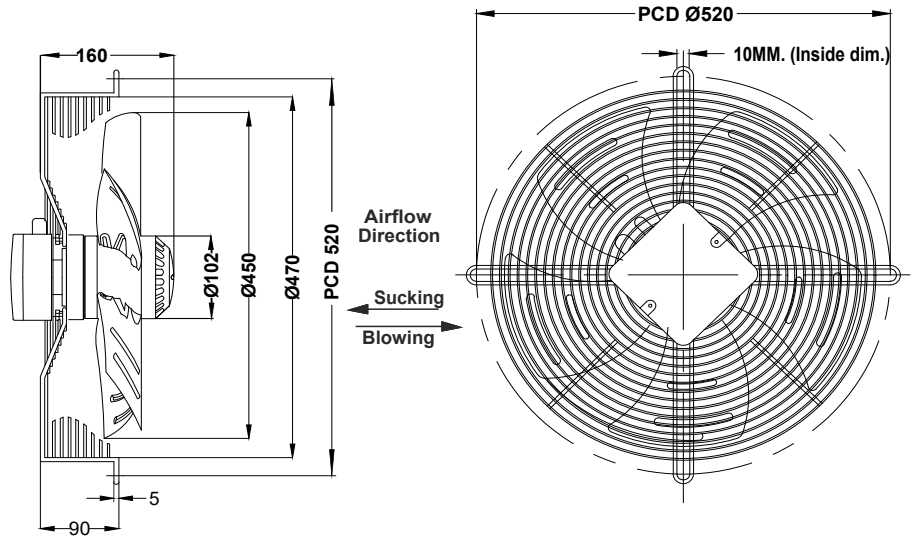 160
PCD Ø520
10MM. (Inside dim.)
Ø102
Ø450
Ø470
PCD 520
Airflow
Direction
Sucking
Blowing
5
90